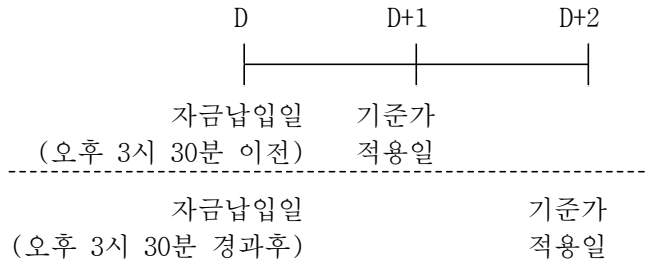 D D+1 D+2
자금납입일 기준가
(오후 3시 30분 이전) 적용일
자금납입일 기준가
(오후 3시 30분 경과후) 적용일